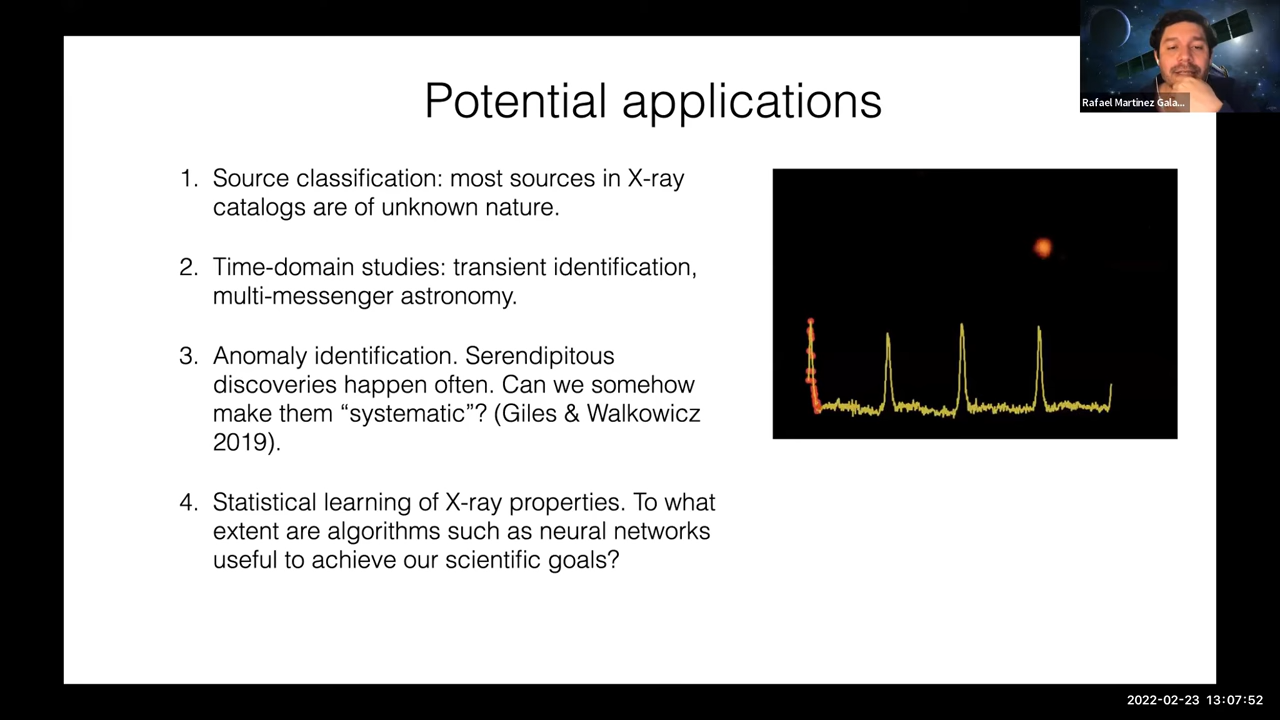 Potential applications
Rafael Martinez Gala...
1. Source classification: most sources in X-ray
catalogs are of unknown nature.
2. Time-domain studies: transient identification,
multi-messenger astronomy.
3. Anomaly identification. Serendipitous
discoveries happen often. Can we somehow
make them “systematic”? (Giles & Walkowicz
2019).
4. Statistical learning of X-ray properties. To what
extent are algorithms such as neural networks
useful to achieve our scientific goals?
2022-02-23 13:07:52